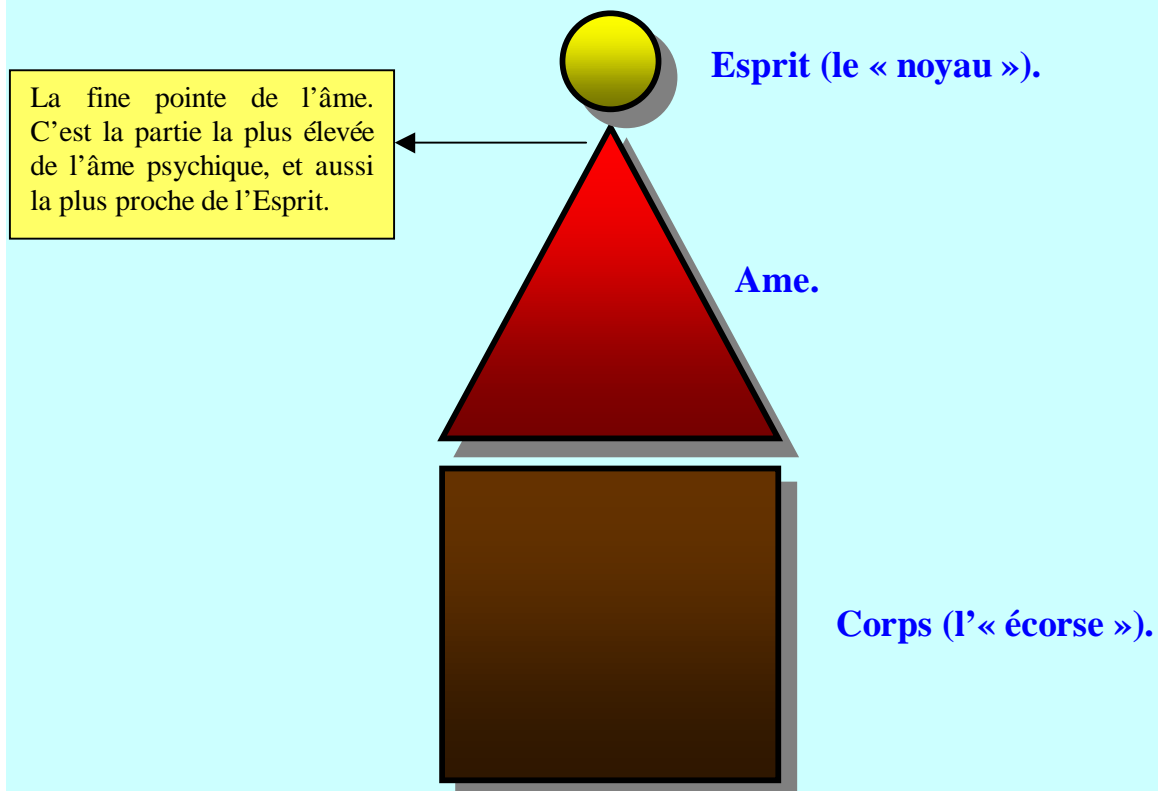 Esprit (le « noyau »).
La fine pointe de l’âme.
C’est la partie la plus élevée
de l’âme psychique, et aussi
la plus proche de l’Esprit.
Ame.
Corps (l’« écorse »).